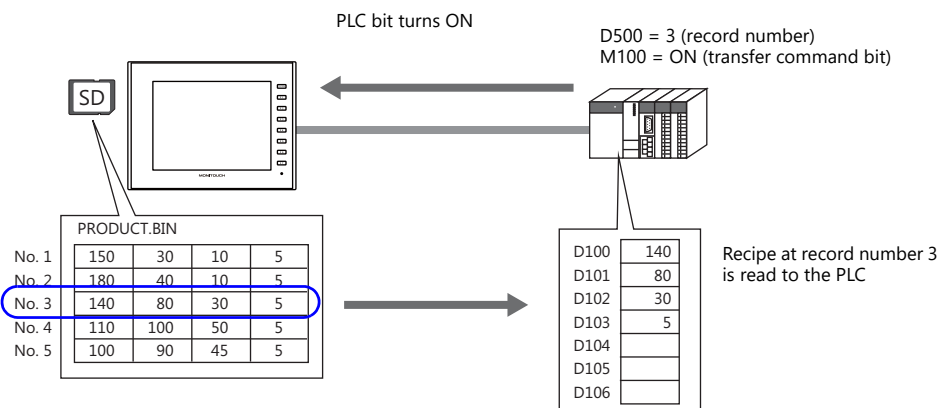 PLC bit turns ON
D500 = 3 (record number)
M100 = ON (transfer command bit)
SD
MONITOUCH
PRODUCT.BIN
No. 1 150 30 10 5
No. 2 180 40 10 5
No. 3 140 80 30 5
No. 4 110 100 50 5
No. 5 100 90 45 5
D100 140
D101 80
D102 30
D103 5
D104
D105
D106
Recipe at record number 3
is read to the PLC